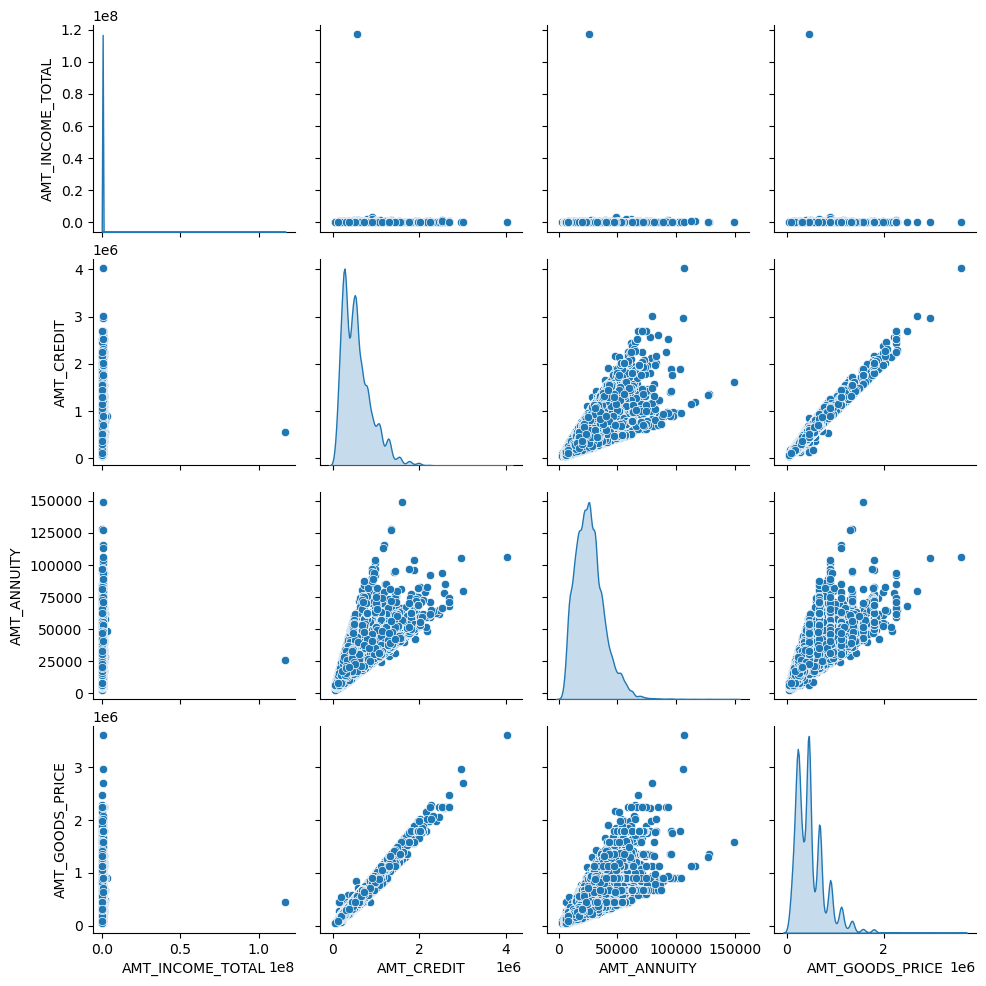 1e8
1.2
1.0
0.8
0.6
0.4
0.2
0.0
AMT_INCOME_TOTAL
1e6
4
3
2
1
0
AMT_CREDIT
150000
125000
100000
75000
50000
25000
0
AMT_ANNUITY
1e6
3
2
1
0
AMT_GOODS_PRICE
0.0 0.5 1.0 0 2 4 0 50000 100000 150000 0 2
AMT_INCOME_TOTAL 1e8 AMT_CREDIT 1e6 AMT_ANNUITY AMT_GOODS_PRICE 1e6